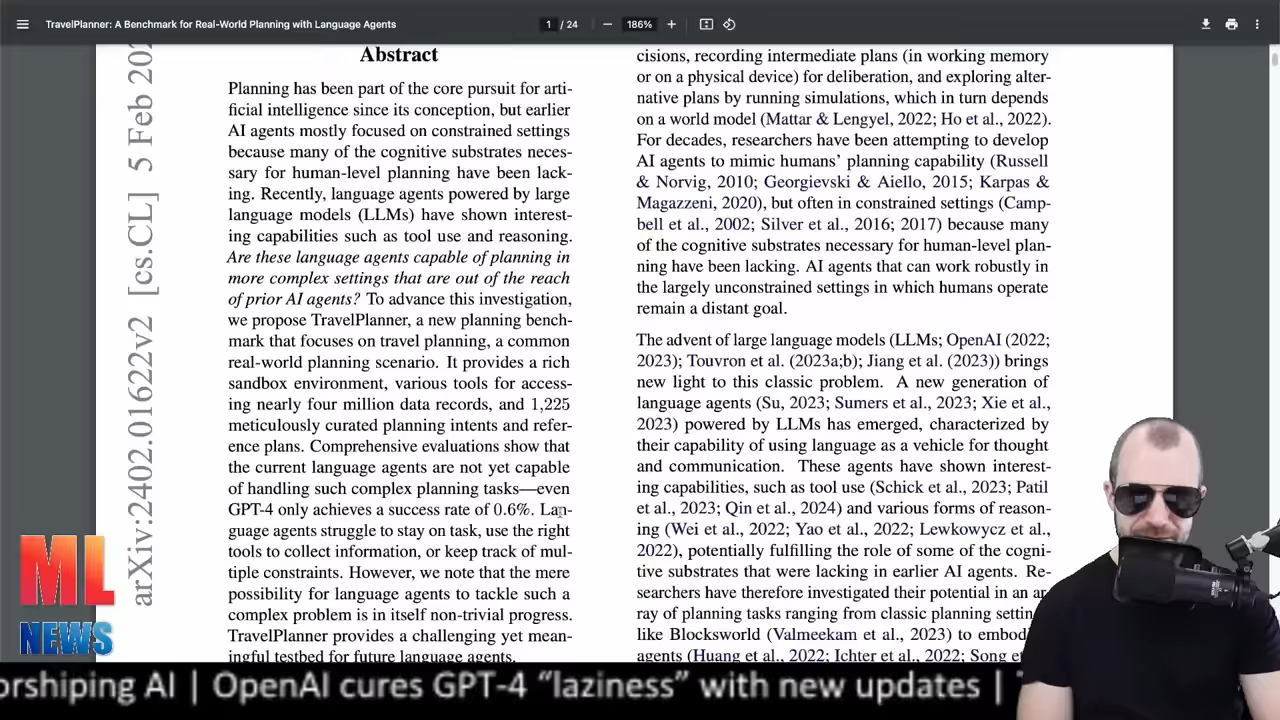 TravelPlanner: A Benchmark for Real-World Planning with Language Agents
1 / 24
186%
arXiv:2402.01622v2 [cs.CL] 5 Feb 202
Abstract
Planning has been part of the core pursuit for arti-
ficial intelligence since its conception, but earlier
AI agents mostly focused on constrained settings
because many of the cognitive substrates neces-
sary for human-level planning have been lack-
ing. Recently, language agents powered by large
language models (LLMs) have shown interest-
ing capabilities such as tool use and reasoning.
Are these language agents capable of planning in
more complex settings that are out of the reach
of prior AI agents? To advance this investigation,
we propose TravelPlanner, a new planning bench-
mark that focuses on travel planning, a common
real-world planning scenario. It provides a rich
sandbox environment, various tools for access-
ing nearly four million data records, and 1,225
meticulously curated planning intents and refer-
ence plans. Comprehensive evaluations show that
the current language agents are not yet capable
of handling such complex planning tasks—even
GPT-4 only achieves a success rate of 0.6%. Lan-
guage agents struggle to stay on task, use the right
tools to collect information, or keep track of mul-
tiple constraints. However, we note that the mere
possibility for language agents to tackle such a
complex problem is in itself non-trivial progress.
TravelPlanner provides a challenging yet mean-
ingful testbed for future language agents.
cisions, recording intermediate plans (in working memory
or on a physical device) for deliberation, and exploring alter-
native plans by running simulations, which in turn depends
on a world model (Mattar & Lengyel, 2022; Ho et al., 2022).
For decades, researchers have been attempting to develop
AI agents to mimic humans' planning capability (Russell
& Norvig, 2010; Georgievski & Aiello, 2015; Karpas &
Magazzeni, 2020), but often in constrained settings (Camp-
bell et al., 2002; Silver et al., 2016; 2017) because many
of the cognitive substrates necessary for human-level plan-
ning have been lacking. AI agents that can work robustly in
the largely unconstrained settings in which humans operate
remain a distant goal.
The advent of large language models (LLMs; OpenAI (2022;
2023); Touvron et al. (2023a;b); Jiang et al. (2023)) brings
new light to this classic problem. A new generation of
language agents (Su, 2023; Sumers et al., 2023; Xie et al.,
2023) powered by LLMs has emerged, characterized by
their capability of using language as a vehicle for thought
and communication. These agents have shown interest-
ing capabilities, such as tool use (Schick et al., 2023; Patil
et al., 2023; Qin et al., 2024) and various forms of reason-
ing (Wei et al., 2022; Yao et al., 2022; Lewkowycz et al.,
2022), potentially fulfilling the role of some of the cogni-
tive substrates that were lacking in earlier AI agents. Re-
searchers have therefore investigated their potential in an ar
ray of planning tasks ranging from classic planning settin
like Blocksworld (Valmeekam et al., 2023) to embodi
agents (Huang et al., 2022; Ichter et al., 2022; Song e
ML
NEWS
orshiping AI | OpenAI cures GPT-4 “laziness” with new updates |